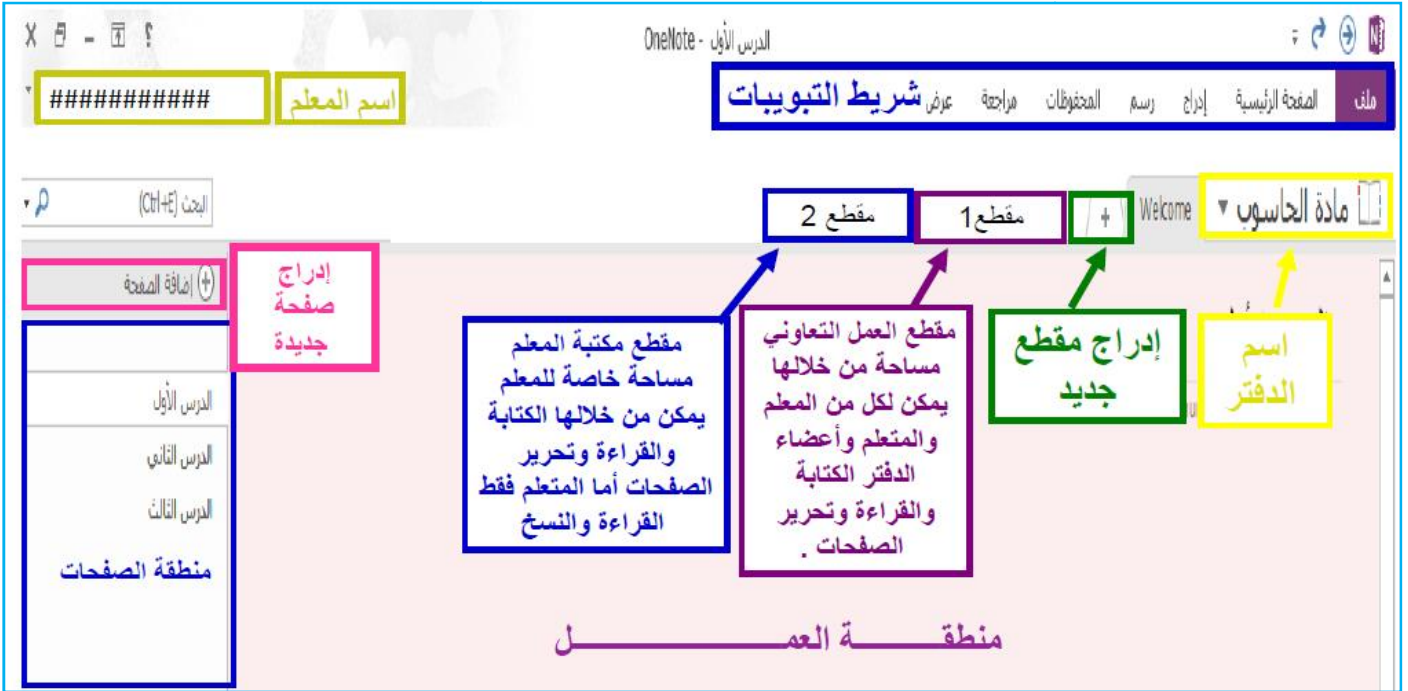 الدرس الأول - OneNote
ملف الصفحة الرئيسية إدراج رسم المحفوظات مراجعة عرض شريط التبويبات
اسم المعلم
###########
مادة الحاسوب
Welcome
+
مقطع1
مقطع 2
البحث (Ctrl+E)
إضافة الصفحة
إدراج
صفحة
جديدة
اسم
الدفتر
إدراج مقطع
جديد
مقطع العمل التعاوني
مساحة من خلالها
يمكن لكل من المعلم
والمتعلم وأعضاء
الدفتر الكتابة
والقراءة وتحرير
الصفحات .
مقطع مكتبة المعلم
مساحة خاصة للمعلم
يمكن من خلالها الكتابة
والقراءة وتحرير
الصفحات أما المتعلم فقط
القراءة والنسخ
الدرس الأول
الدرس الثاني
الدرس الثالث
منطقة الصفحات
منطقـــــــة العمـــــــــــــل